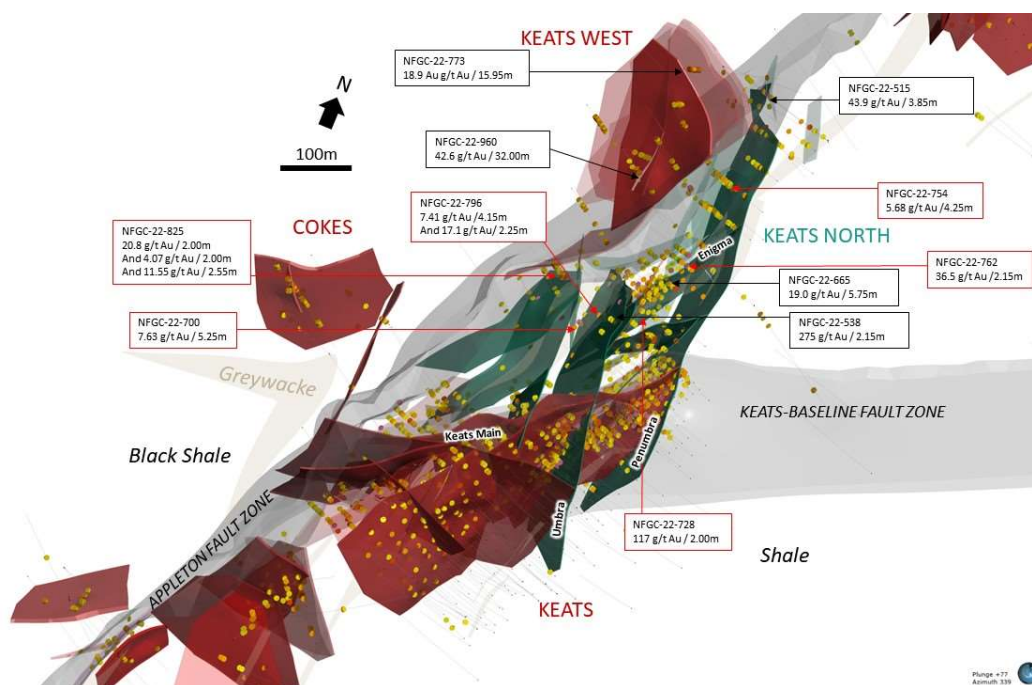 KEATS WEST
NFGC-22-773
18.9 Au g/t Au / 15.95m
N
NFGC-22-515
43.9 g/t Au / 3.85m
100m
NFGC-22-960
42.6 g/t Au / 32.00m
NFGC-22-796
7.41 g/t Au /4.15m
And 17.1 g/t Au / 2.25m
NFGC-22-754
5.68 g/t Au /4.25m
COKES
NFGC-22-825
20.8 g/t Au / 2.00m
And 4.07 g/t Au / 2.00m
And 11.55 g/t Au / 2.55m
KEATS NORTH
Enigma
NFGC-22-762
36.5 g/t Au /2.15m
NFGC-22-665
19.0 g/t Au / 5.75m
NFGC-22-700
7.63 g/t Au / 5.25m
NFGC-22-538
275 g/t Au / 2.15m
Greywacke
KEATS-BASELINE FAULT ZONE
Keats Main
Black Shale
Penumbra
APPLETON FAULT ZONE
Umbra
NFGC-22-728
117 g/t Au / 2.00m
Shale
KEATS
Plunge +77
Azimuth 339